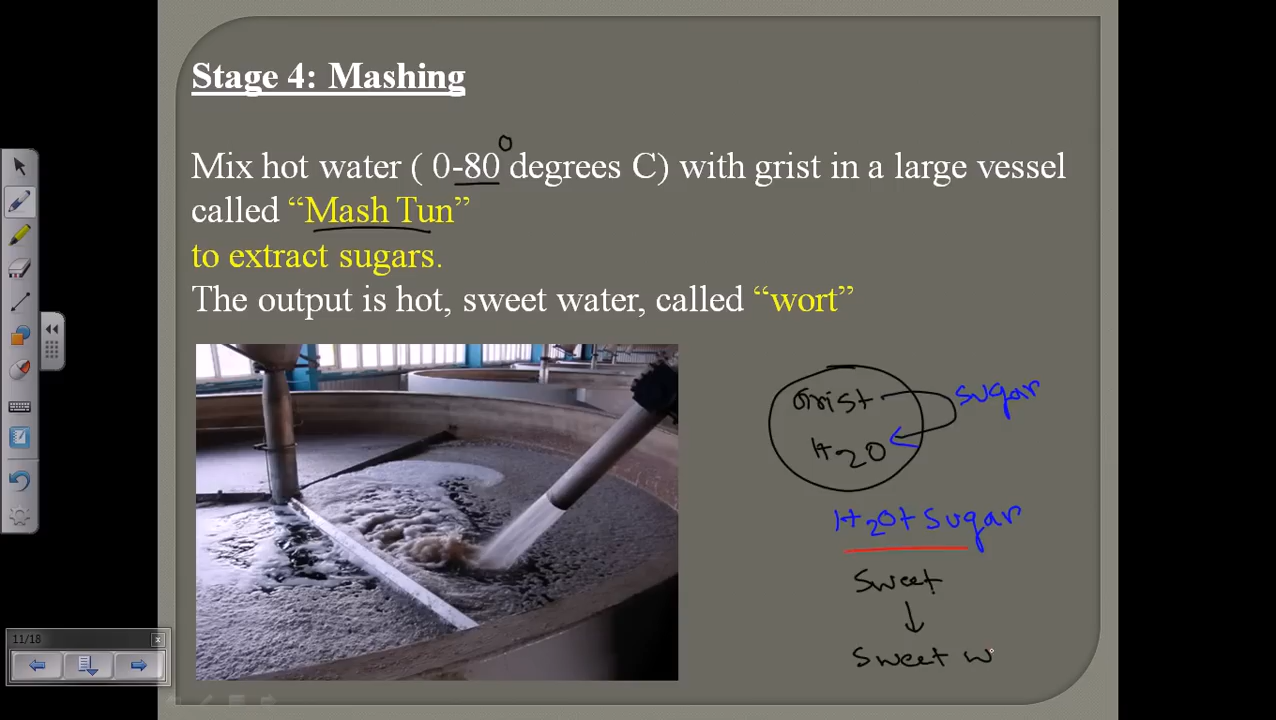 Stage 4: Mashing
Mix hot water ( 0-80° degrees C) with grist in a large vessel
called “Mash Tun”
to extract sugars.
The output is hot, sweet water, called “wort”
Grist
Sugar
H2O
H2O+ Sugar
Sweet
Sweet w
11/18
x